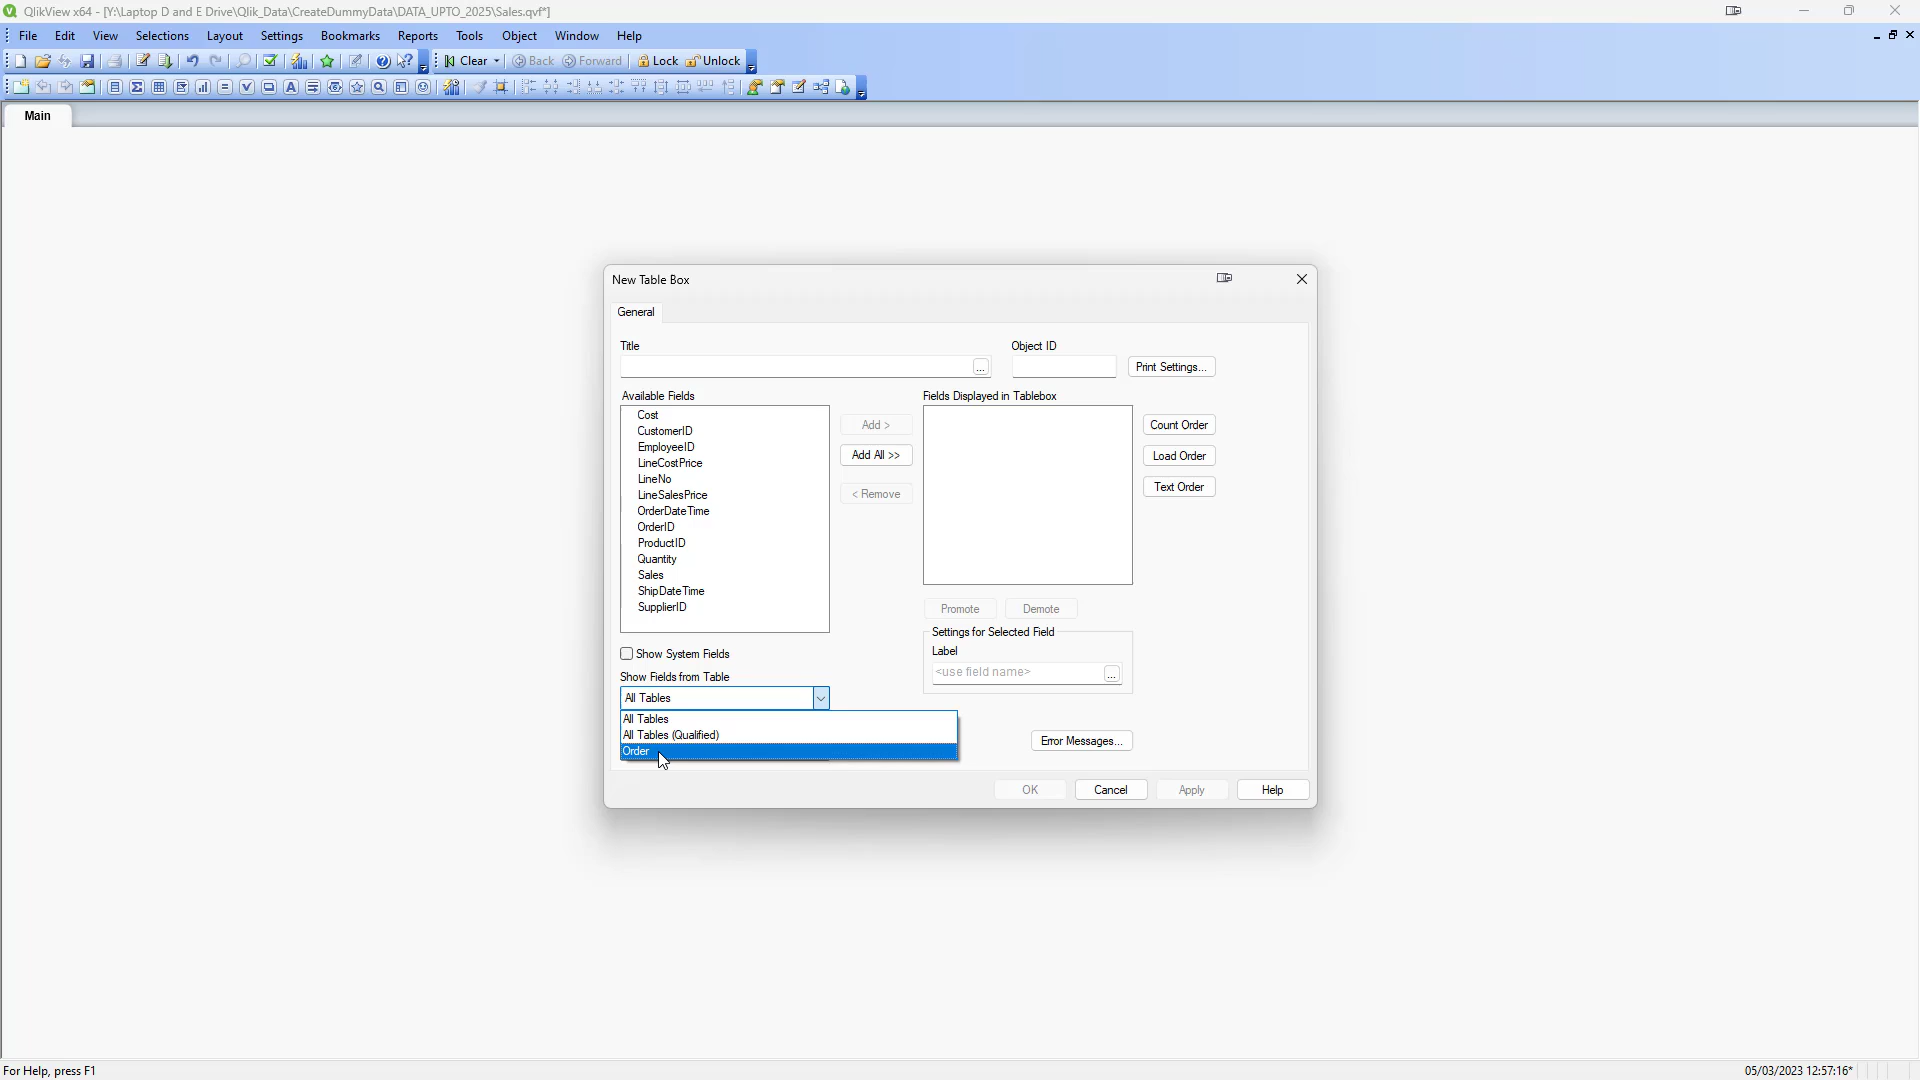 QlikView x64 - [Y:\Laptop D and E Drive\Qlik_Data\CreateDummyData\DATA_UPTO_2025\Sales.qvf*]
File Edit View Selections Layout Settings Bookmarks Reports Tools Object Window Help
Clear Back Forward Lock Unlock
Main
New Table Box
General
Title Object ID
... Print Settings...
Available Fields Fields Displayed in Tablebox
Cost
CustomerID Add > Count Order
EmployeeID
LineCostPrice Add All >> Load Order
LineNo
LineSalesPrice < Remove Text Order
OrderDateTime
OrderID
ProductID
Quantity
Sales
ShipDateTime
SupplierID Promote Demote
Settings for Selected Field
Show System Fields Label
Show Fields from Table <use field name> ...
All Tables
All Tables
All Tables (Qualified)
Order Error Messages...
OK Cancel Apply Help
For Help, press F1 05/03/2023 12:57:16*